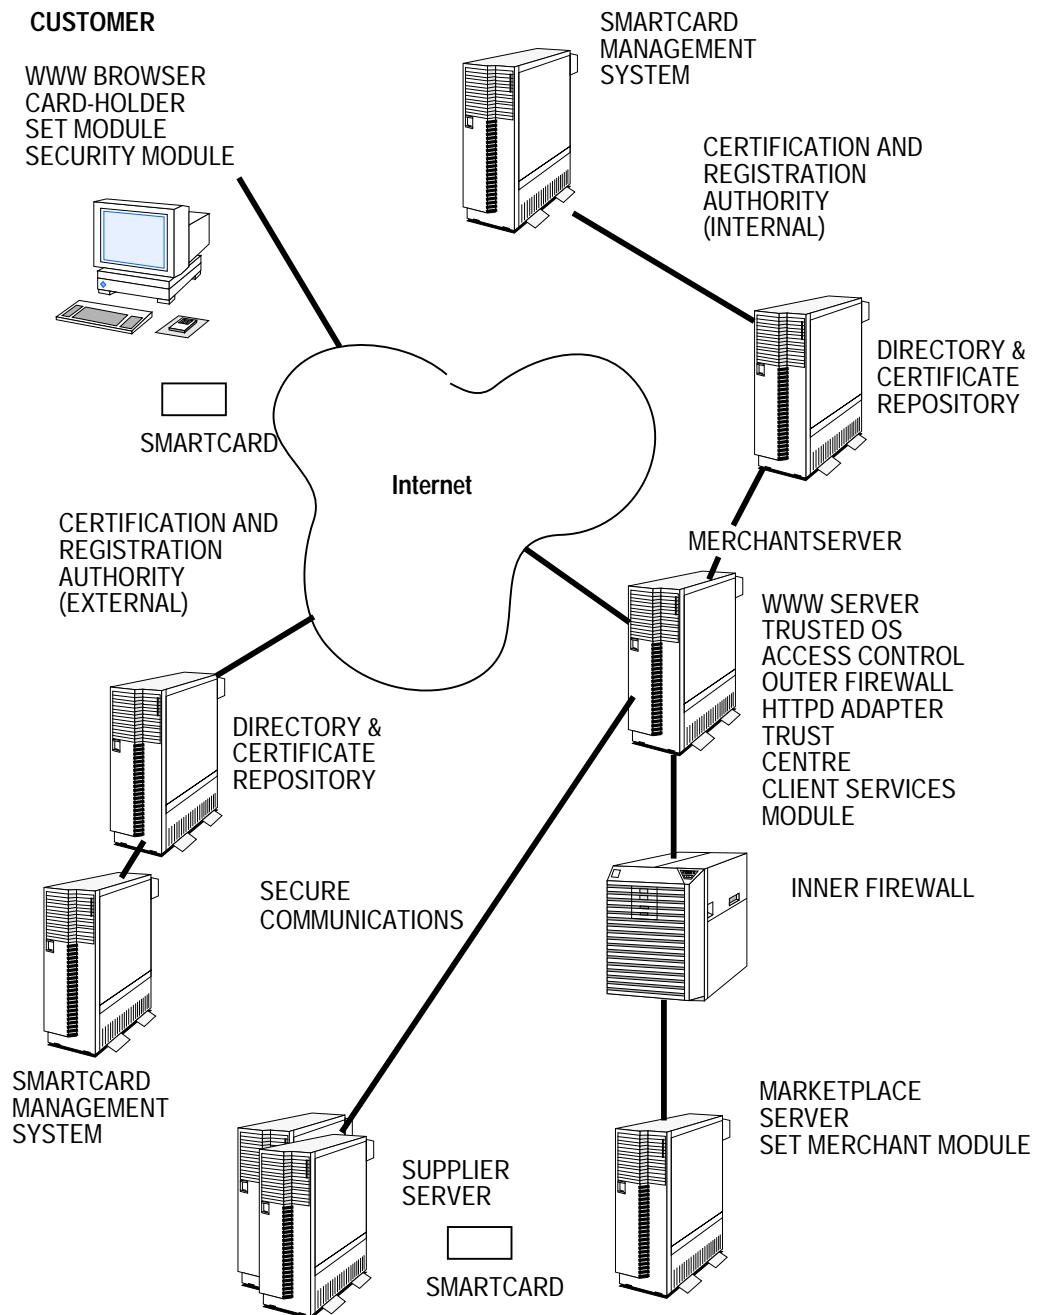 CUSTOMER
WWW BROWSER
CARD-HOLDER
SET MODULE
SECURITY MODULE
SMARTCARD
MANAGEMENT
SYSTEM
CERTIFICATION AND
REGISTRATION
AUTHORITY
(INTERNAL)
DIRECTORY &
CERTIFICATE
REPOSITORY
SMARTCARD
Internet
CERTIFICATION AND
REGISTRATION
AUTHORITY
(EXTERNAL)
MERCHANTSERVER
WWW SERVER
TRUSTED OS
ACCESS CONTROL
OUTER FIREWALL
HTTPD ADAPTER
TRUST
CENTRE
CLIENT SERVICES
MODULE
DIRECTORY &
CERTIFICATE
REPOSITORY
SECURE
COMMUNICATIONS
INNER FIREWALL
SMARTCARD
MANAGEMENT
SYSTEM
MARKETPLACE
SERVER
SET MERCHANT MODULE
SUPPLIER
SERVER
SMARTCARD